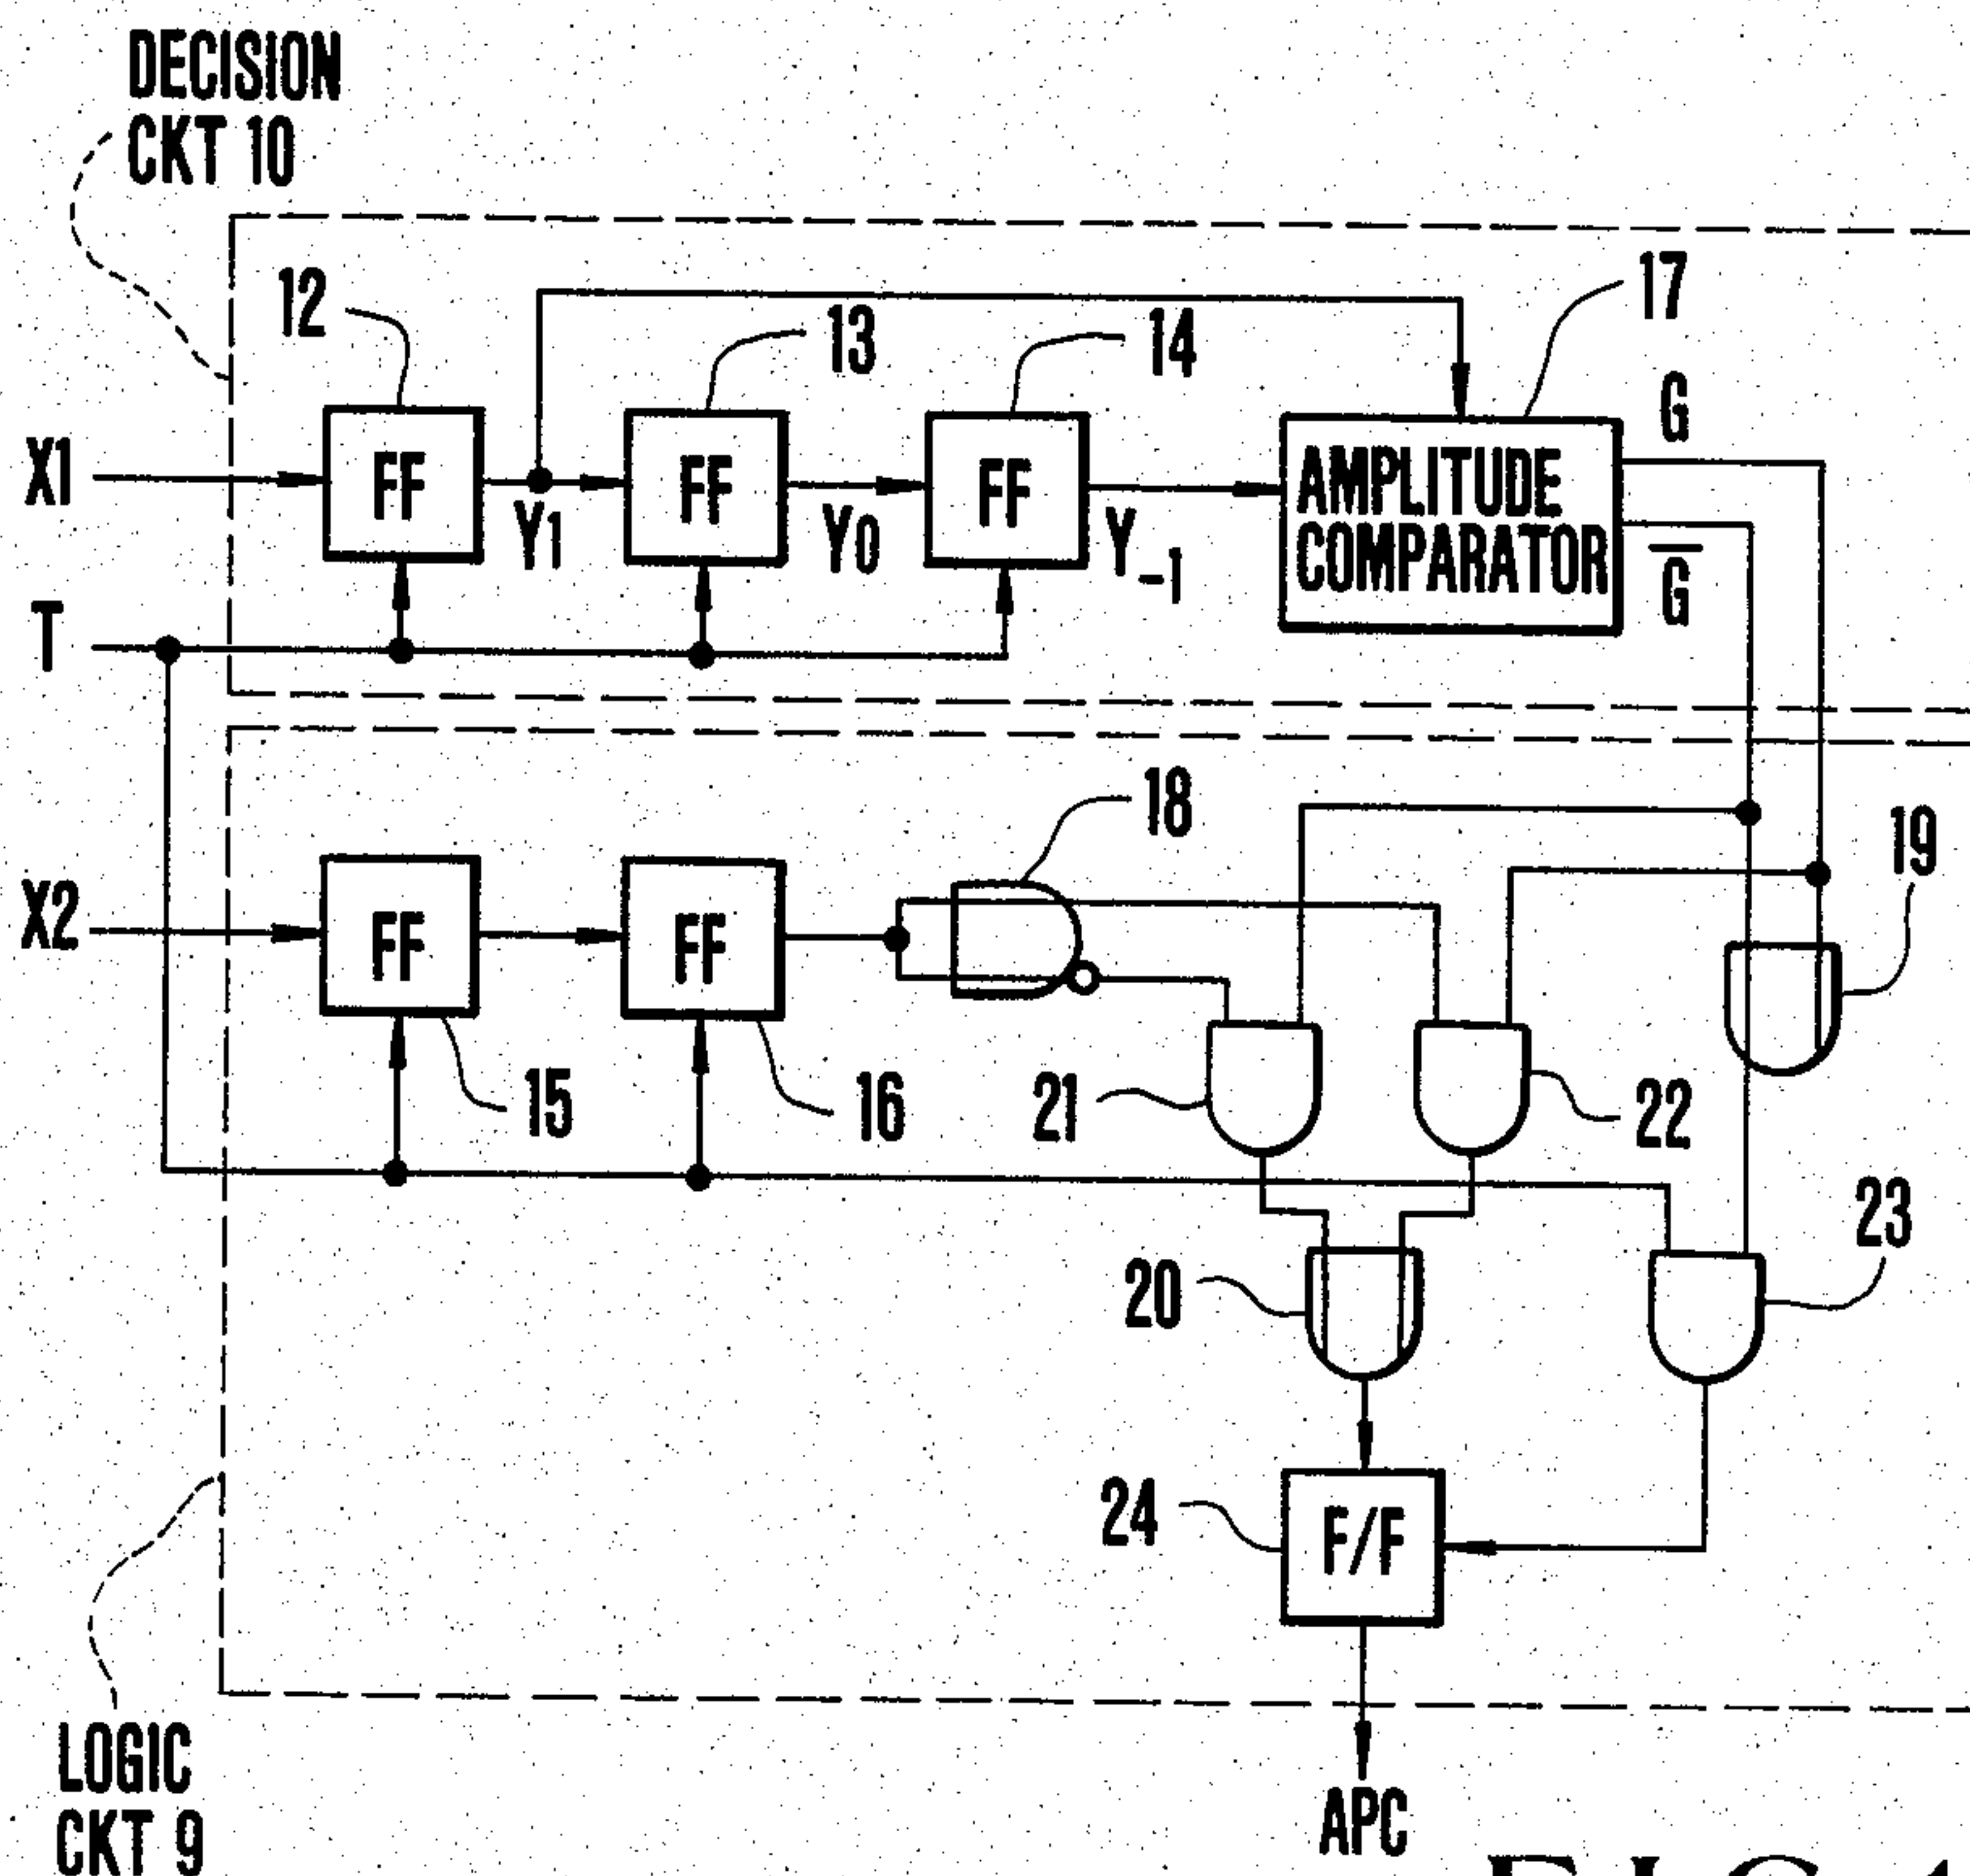 DECISION
CKT 10
12
13
14
17
G
X1
FF
FF
FF
AMPLITUDE
COMPARATOR
Y1
Y0
Y-1
G̅
T
18
19
X2
FF
FF
15
16
21
22
23
20
24
F/F
LOGIC
CKT 9
APC